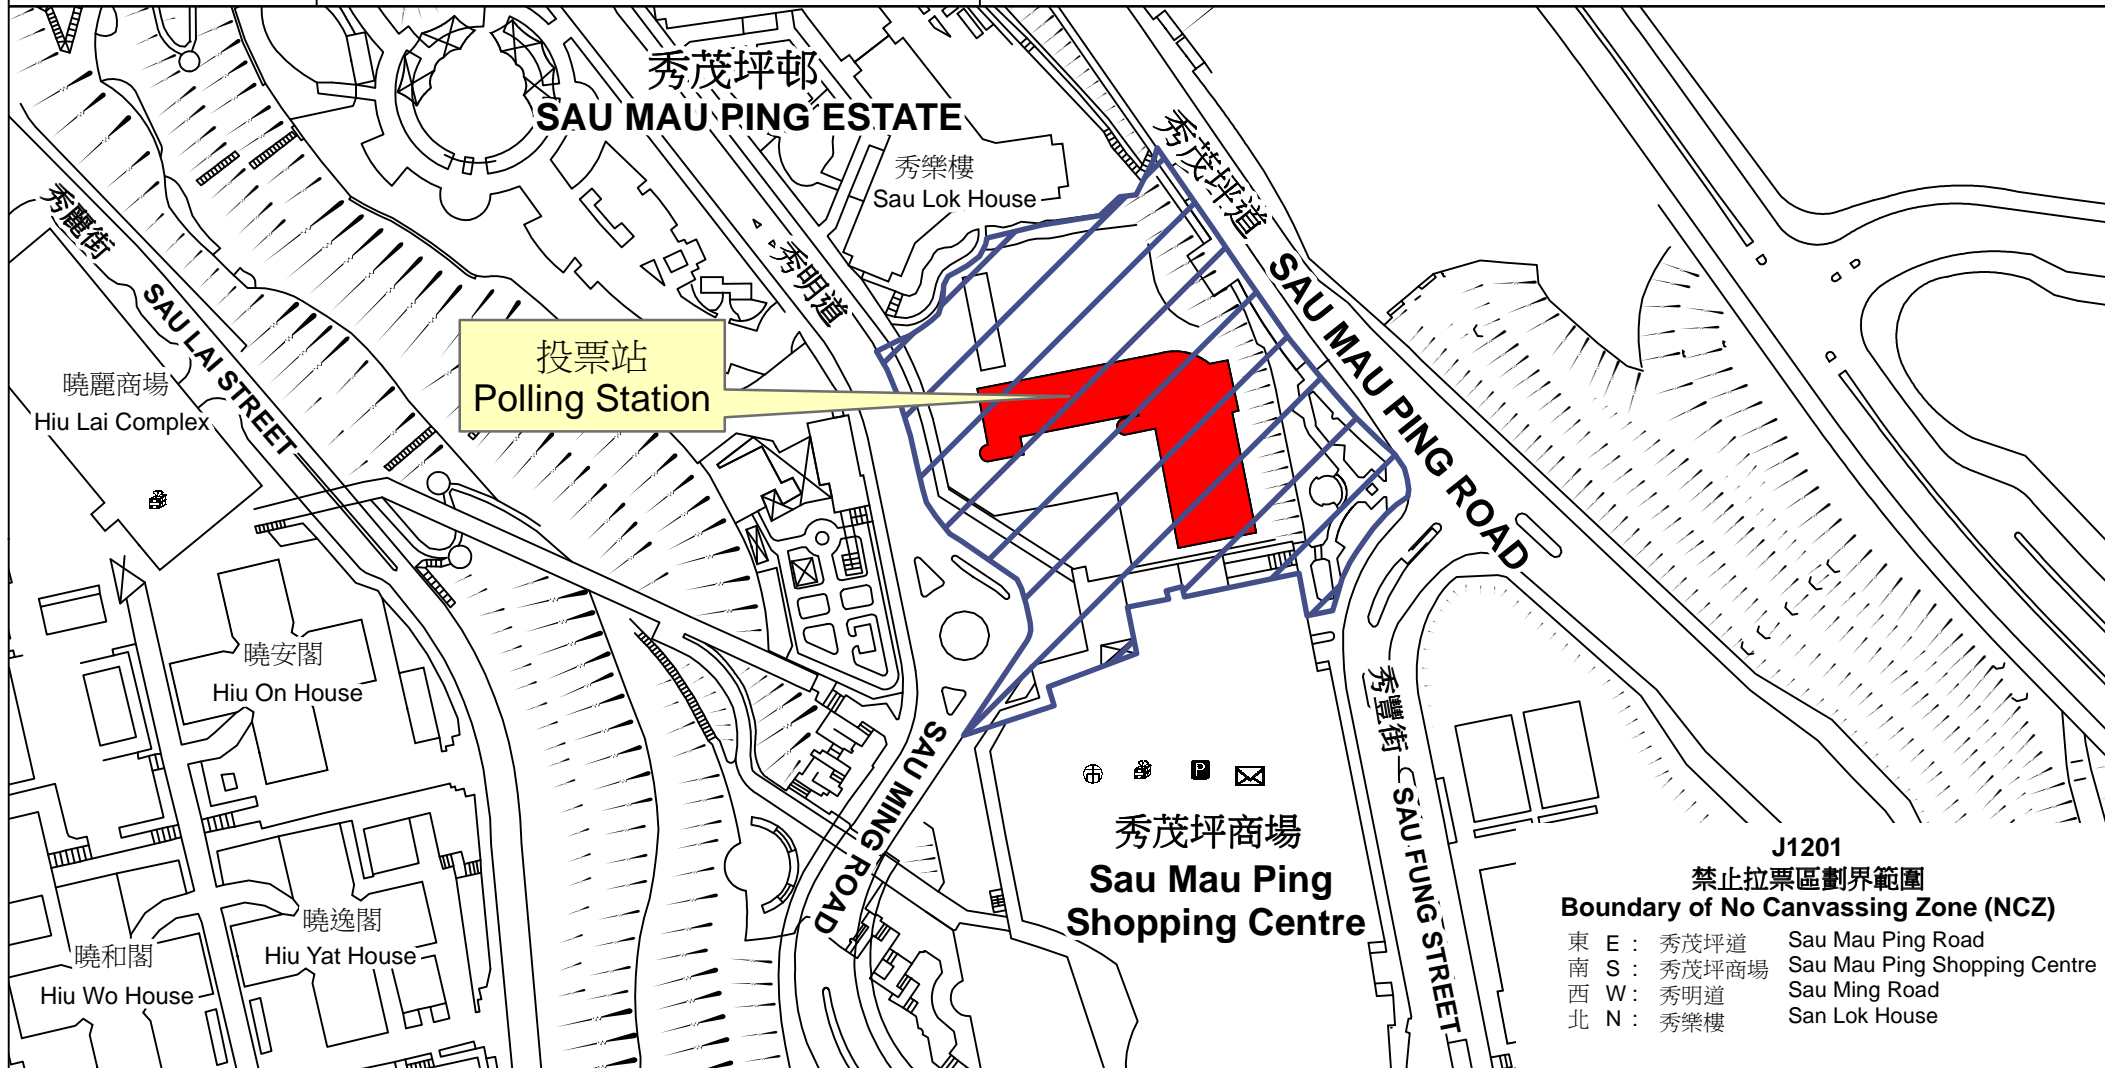 秀茂坪邨
SAU MAU PING ESTATE
秀樂樓
Sau Lok House
秀茂坪道
SAU MAU PING ROAD
秀麗街
SAU LAI STREET
秀明道
投票站
Polling Station
曉麗商場
Hiu Lai Complex
曉安閣
Hiu On House
SAU MING ROAD
秀豐街
SAU FUNG STREET
P
秀茂坪商場
Sau Mau Ping
Shopping Centre
曉逸閣
Hiu Yat House
曉和閣
Hiu Wo House
J1201
禁止拉票區劃界範圍
Boundary of No Canvassing Zone (NCZ)
東 E : 秀茂坪道 Sau Mau Ping Road
南 S : 秀茂坪商場 Sau Mau Ping Shopping Centre
西 W : 秀明道 Sau Ming Road
北 N : 秀樂樓 San Lok House